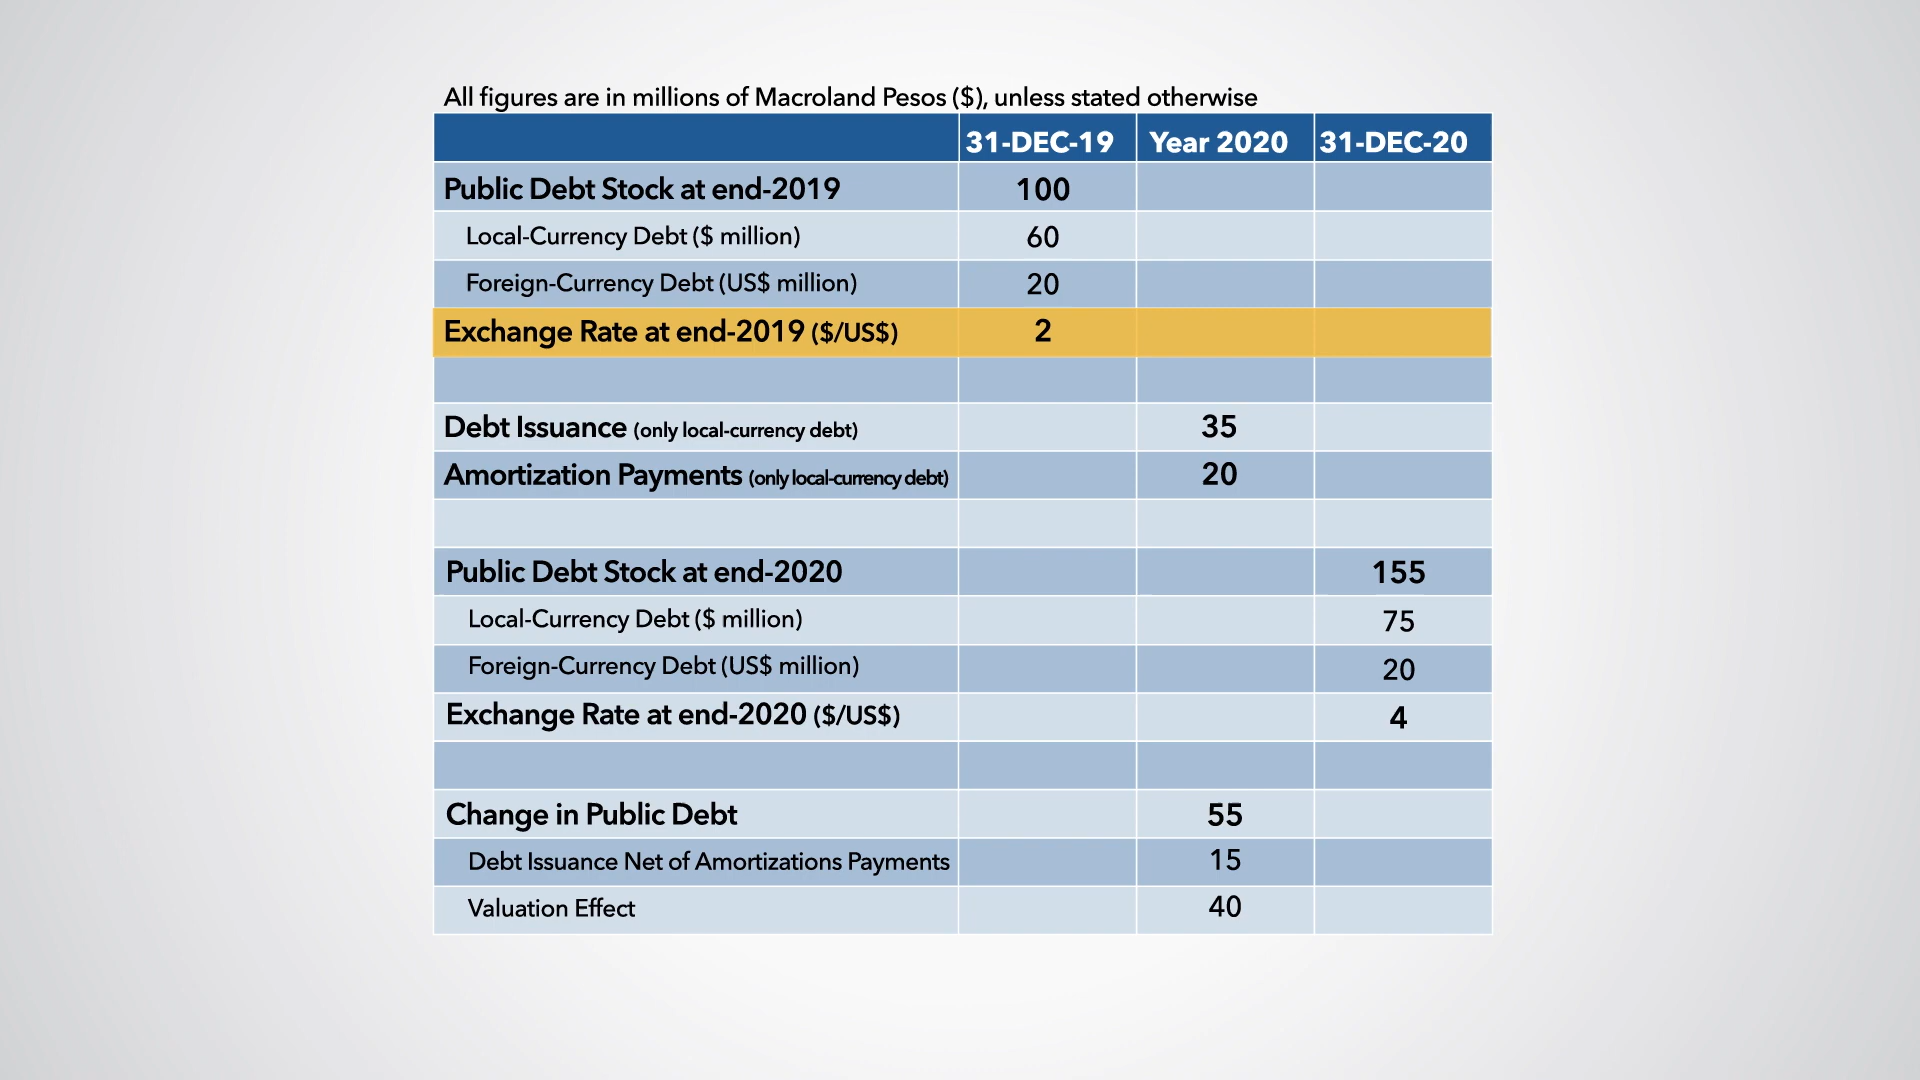 All figures are in millions of Macroland Pesos ($), unless stated otherwise
31-DEC-19 Year 2020 31-DEC-20
Public Debt Stock at end-2019 100
Local-Currency Debt ($ million) 60
Foreign-Currency Debt (US$ million) 20
Exchange Rate at end-2019 ($/US$) 2
Debt Issuance (only local-currency debt) 35
Amortization Payments (only local-currency debt) 20
Public Debt Stock at end-2020 155
Local-Currency Debt ($ million) 75
Foreign-Currency Debt (US$ million) 20
Exchange Rate at end-2020 ($/US$) 4
Change in Public Debt 55
Debt Issuance Net of Amortizations Payments 15
Valuation Effect 40